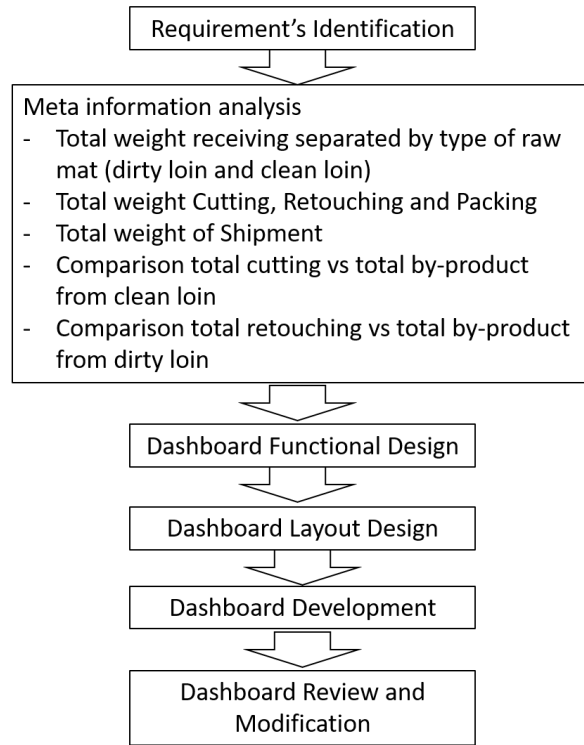 Requirement's Identification
Meta information analysis
- Total weight receiving separated by type of raw
mat (dirty loin and clean loin)
- Total weight Cutting, Retouching and Packing
- Total weight of Shipment
- Comparison total cutting vs total by-product
from clean loin
- Comparison total retouching vs total by-product
from dirty loin
Dashboard Functional Design
Dashboard Layout Design
Dashboard Development
Dashboard Review and
Modification